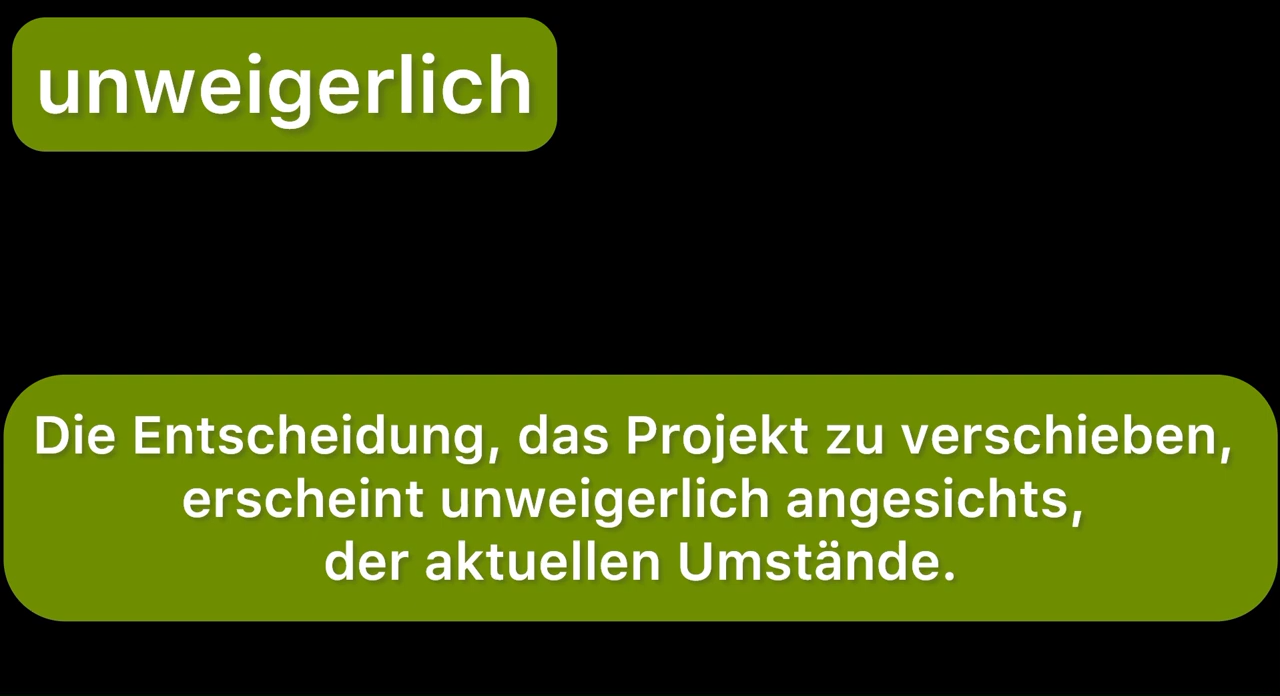 unweigerlich
Die Entscheidung, das Projekt zu verschieben,
erscheint unweigerlich angesichts,
der aktuellen Umstände.